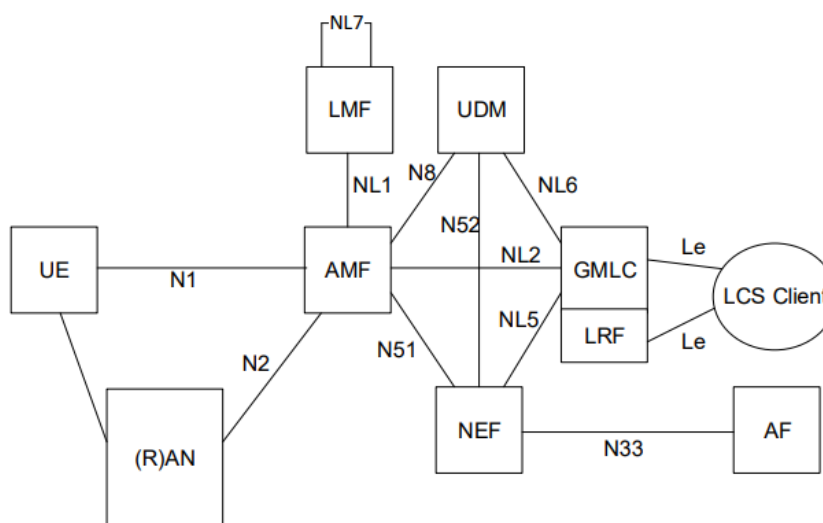 NL7
LMF
UDM
NL1
N8
NL6
N52
UE
N1
AMF
NL2
GMLC
Le
LCS Client
N2
N51
NL5
LRF
Le
(R)AN
NEF
N33
AF